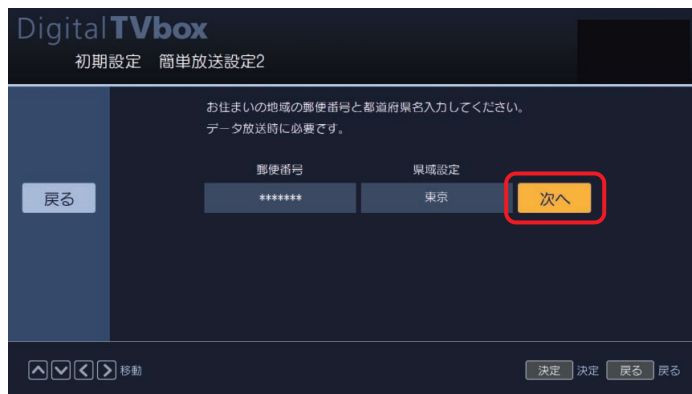 Digital TVbox
初期設定 簡単放送設定2
お住まいの地域の郵便番号と都道府県名入力してください。
データ放送時に必要です。
郵便番号 県域設定
戻る ******* 東京 次へ
移動 決定 決定 戻る 戻る